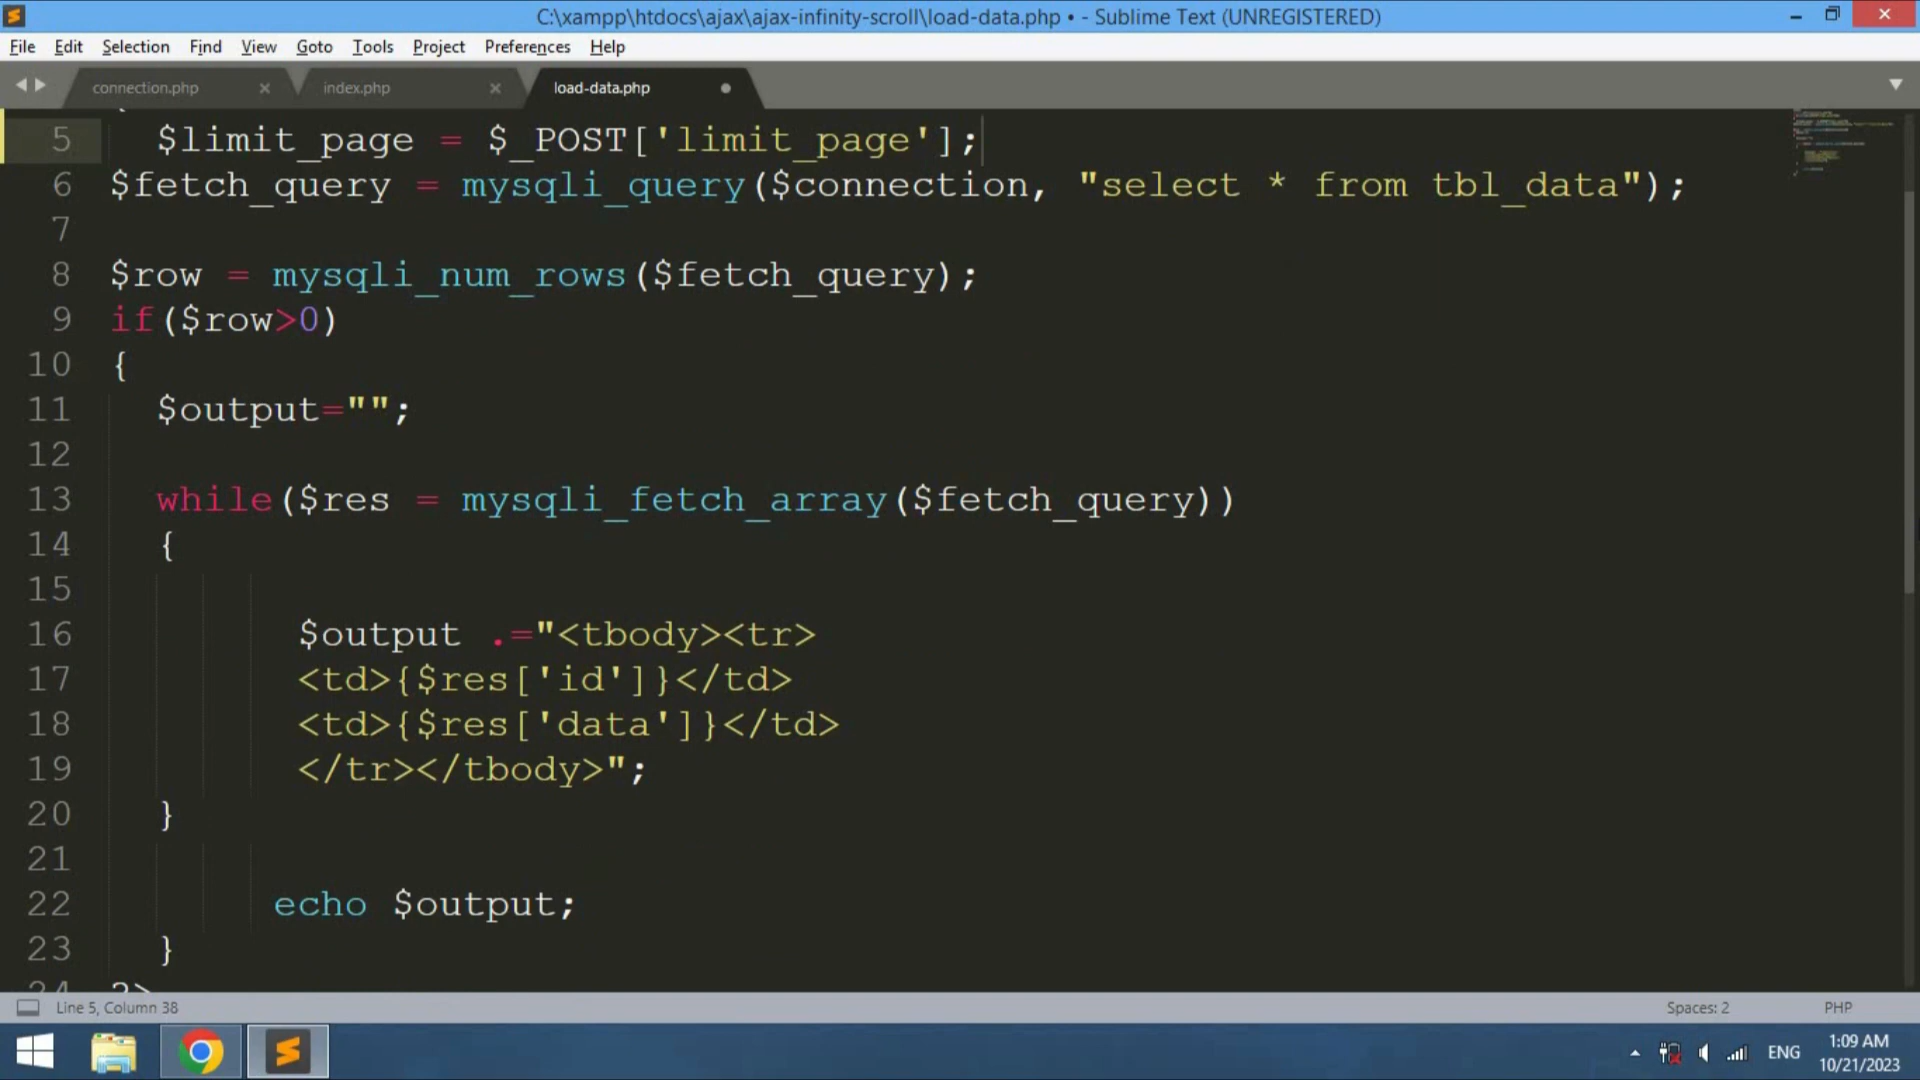 C:\xampp\htdocs\ajax\ajax-infinity-scroll\load-data.php • - Sublime Text (UNREGISTERED)
File Edit Selection Find View Goto Tools Project Preferences Help
connection.php × index.php × load-data.php
5 $limit_page = $_POST['limit_page'];
6 $fetch_query = mysqli_query($connection, "select * from tbl_data");
7
8 $row = mysqli_num_rows($fetch_query);
9 if($row>0)
10 {
11 $output="";
12
13 while($res = mysqli_fetch_array($fetch_query))
14 {
15
16 $output .="<tbody><tr>
17 <td>{$res['id']}</td>
18 <td>{$res['data']}</td>
19 </tr></tbody>";
20 }
21
22 echo $output;
23 }
24 ?>
Line 5, Column 38 Spaces: 2 PHP
ENG 1:09 AM
10/21/2023